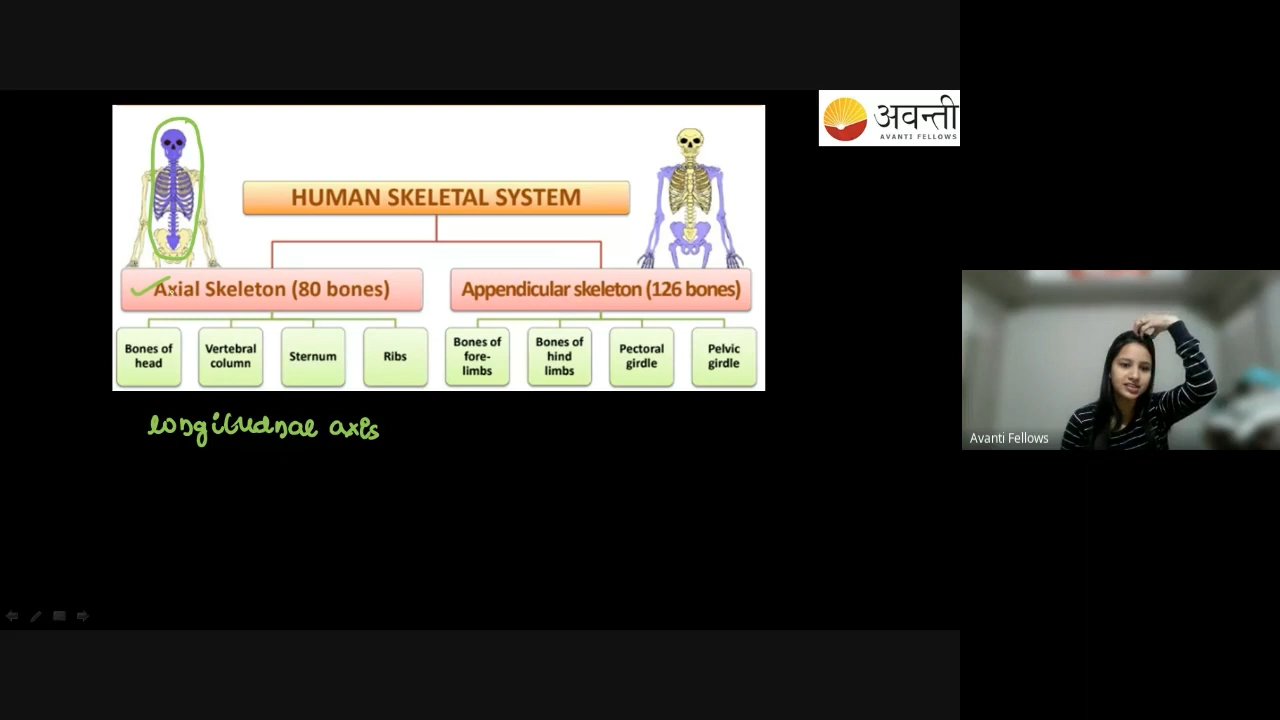 अवन्ती
AVANTI FELLOWS
HUMAN SKELETAL SYSTEM
Axial Skeleton (80 bones)
Appendicular skeleton (126 bones)
Bones of
head
Vertebral
column
Sternum
Ribs
Bones of
fore-
limbs
Bones of
hind
limbs
Pectoral
girdle
Pelvic
girdle
longitudnal axis
Avanti Fellows